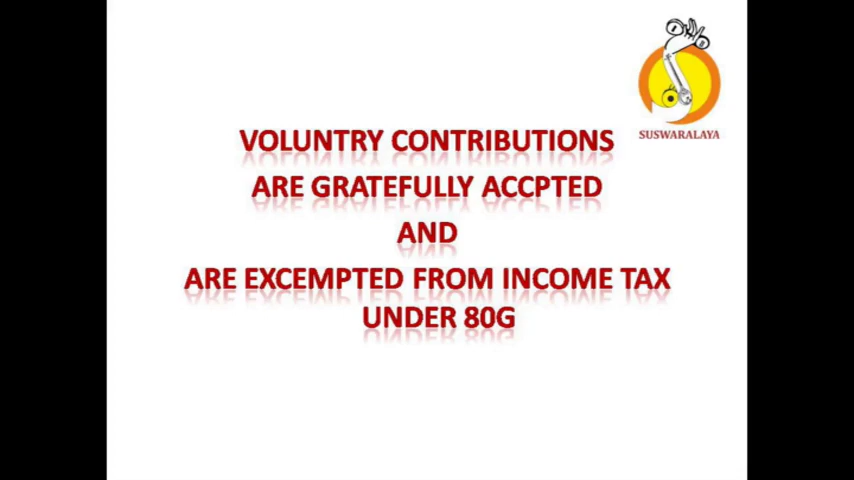 SUSWARALAYA
VOLUNTRY CONTRIBUTIONS
ARE GRATEFULLY ACCPTED
AND
ARE EXCEMPTED FROM INCOME TAX
UNDER 80G